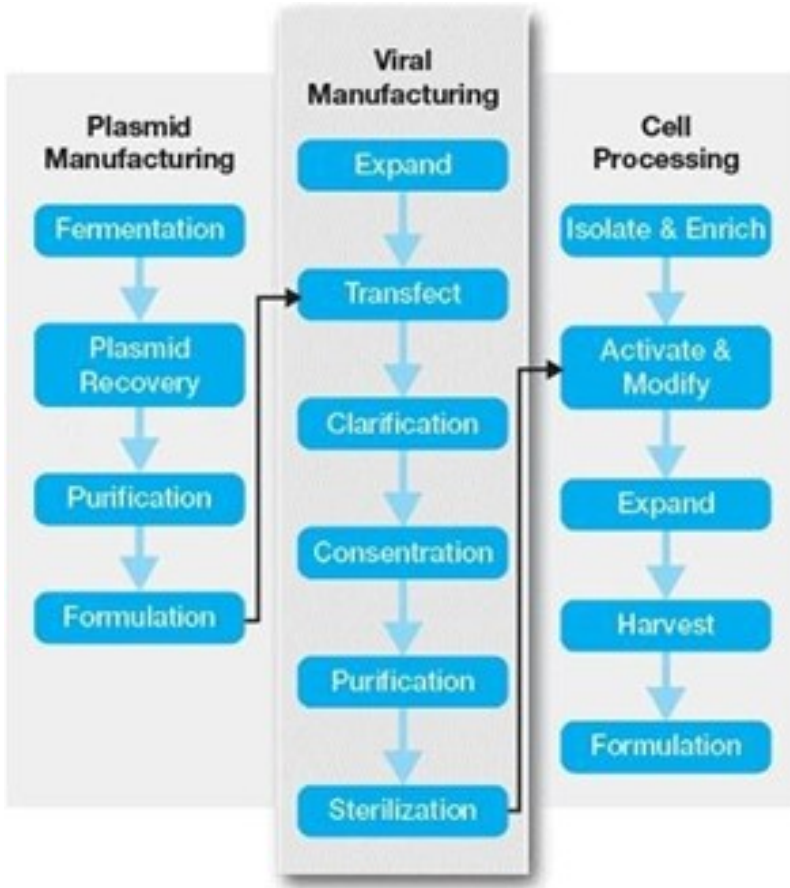 Plasmid
Manufacturing
Fermentation
Plasmid
Recovery
Purification
Formulation
Viral
Manufacturing
Expand
Transfect
Clarification
Consentration
Purification
Sterilization
Cell
Processing
Isolate & Enrich
Activate &
Modify
Expand
Harvest
Formulation